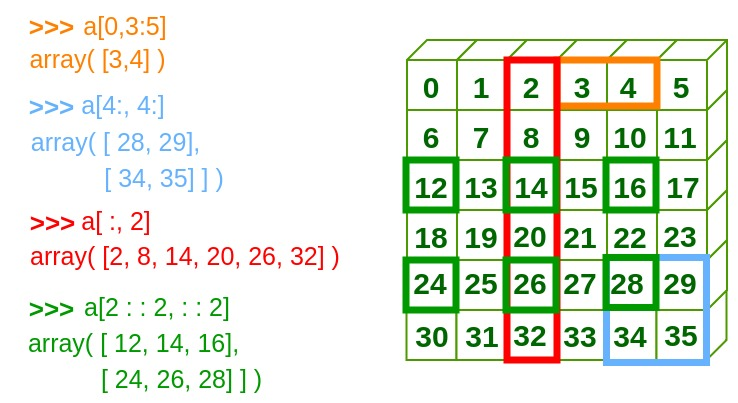 >>> a[0,3:5]
array( [3,4] )
>>> a[4:, 4:]
array( [ 28, 29],
[ 34, 35] ] )
>>> a[ :, 2]
array( [2, 8, 14, 20, 26, 32] )
>>> a[2 : : 2, : : 2]
array( [ 12, 14, 16],
[ 24, 26, 28] ] )
0 1 2 3 4 5
6 7 8 9 10 11
12 13 14 15 16 17
18 19 20 21 22 23
24 25 26 27 28 29
30 31 32 33 34 35